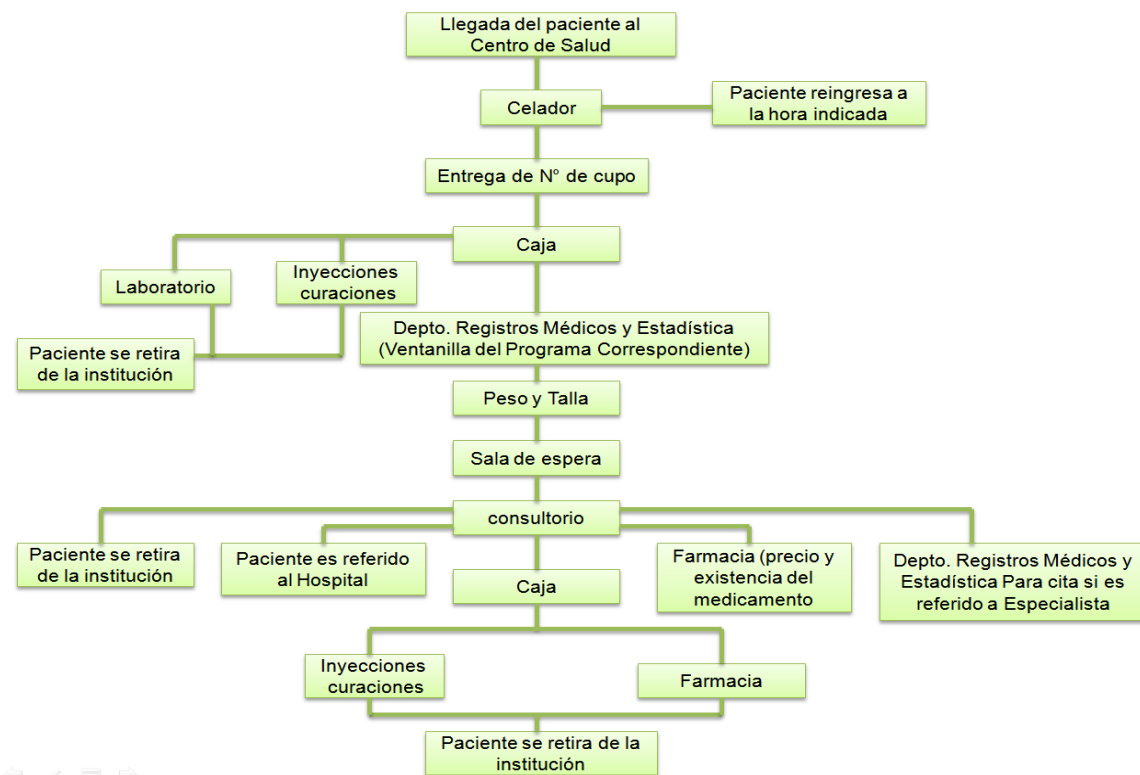 Llegada del paciente al
Centro de Salud
Celador
Paciente reingresa a
la hora indicada
Entrega de N° de cupo
Caja
Laboratorio
Inyecciones
curaciones
Depto. Registros Médicos y Estadística
(Ventanilla del Programa Correspondiente)
Paciente se retira
de la institución
Peso y Talla
Sala de espera
consultorio
Paciente se retira
de la institución
Paciente es referido
al Hospital
Caja
Farmacia (precio y
existencia del
medicamento
Depto. Registros Médicos y
Estadística Para cita si es
referido a Especialista
Inyecciones
curaciones
Farmacia
Paciente se retira de la
institución